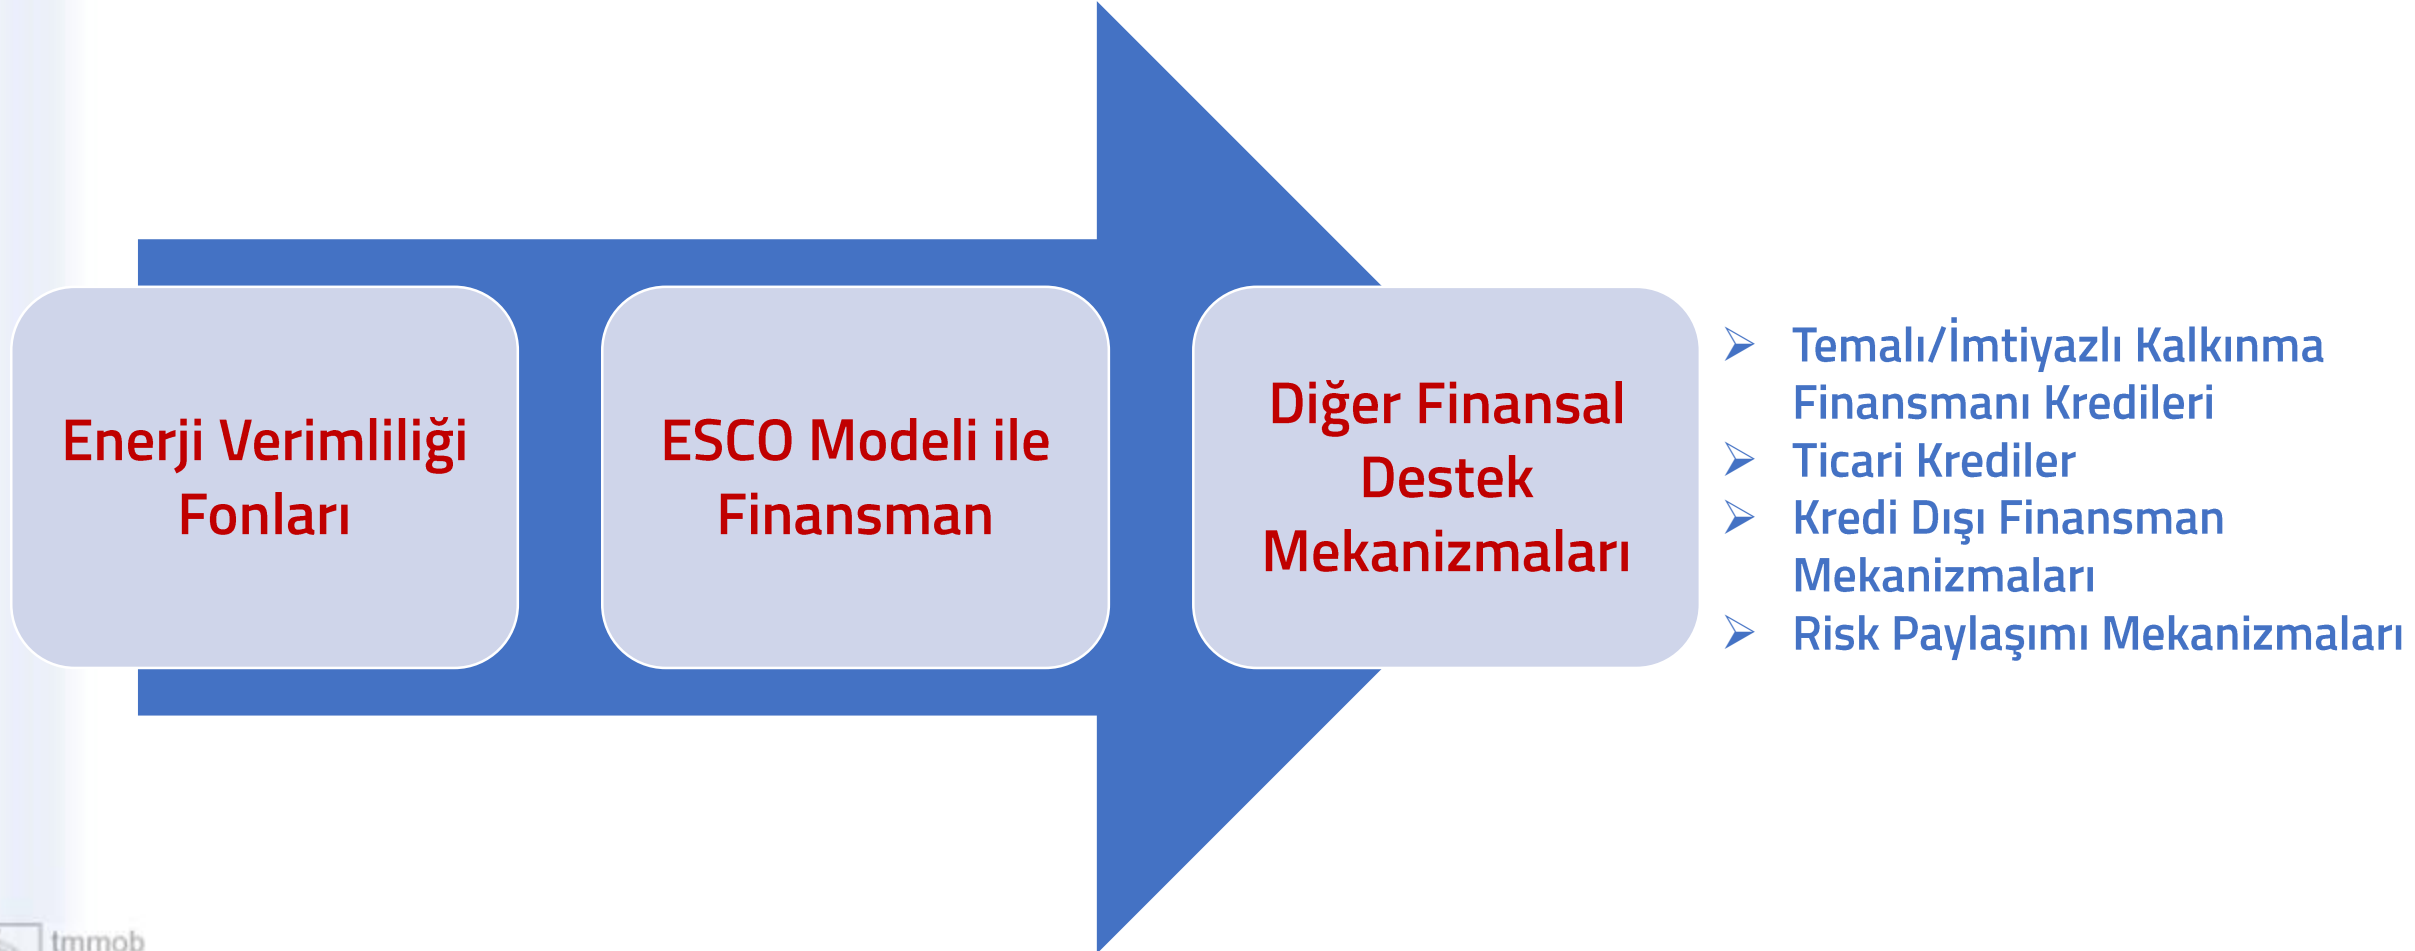 Enerji Verimliliği
Fonları
ESCO Modeli ile
Finansman
Diğer Finansal
Destek
Mekanizmaları
➢ Temalı/İmtiyazlı Kalkınma
Finansmanı Kredileri
➢ Ticari Krediler
➢ Kredi Dışı Finansman
Mekanizmaları
➢ Risk Paylaşımı Mekanizmaları
tmmob